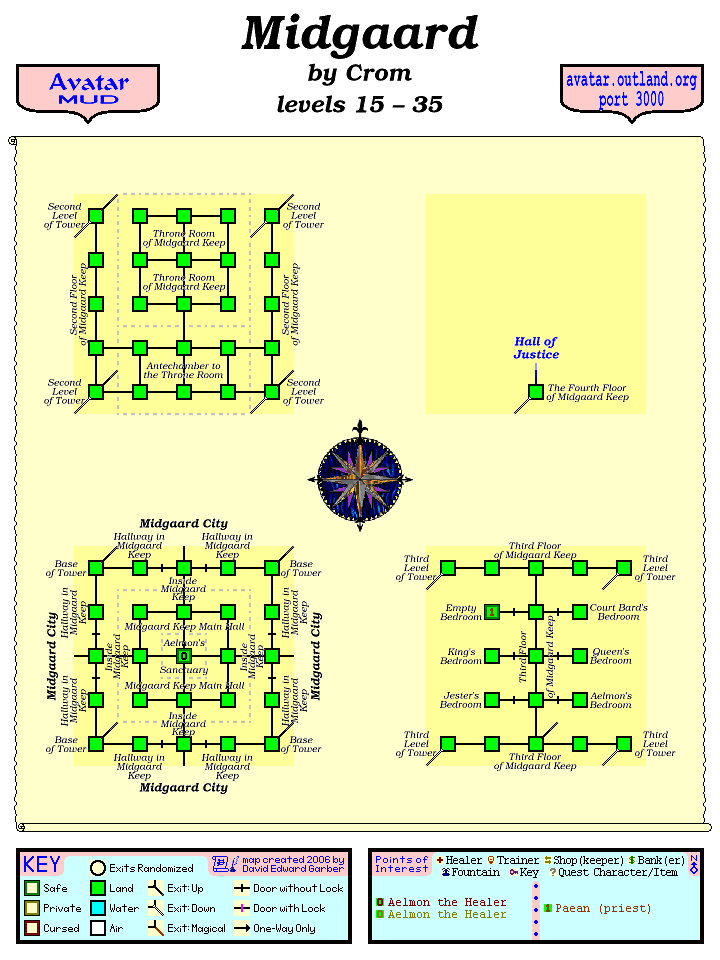 Midgaard
by Crom
levels 15 – 35
Avatar
MUD
avatar.outland.org
port 3000
Second
Level
of Tower
Second
Level
of Tower
Throne Room
of Midgaard Keep
Throne Room
of Midgaard Keep
Second Floor
of Midgaard Keep
Second Floor
of Midgaard Keep
Antechamber to
the Throne Room
Second
Level
of Tower
Second
Level
of Tower
Hall of
Justice
The Fourth Floor
of Midgaard Keep
Midgaard City
Hallway in
Midgaard
Keep
Hallway in
Midgaard
Keep
Base
of Tower
Base
of Tower
Inside
Midgaard
Keep
Hallway in
Midgaard
Keep
Hallway in
Midgaard
Keep
Midgaard Keep Main Hall
Midgaard City
Inside
Midgaard
Keep
Aelmon's
0
Sanctuary
Inside
Midgaard
Keep
Midgaard City
Midgaard Keep Main Hall
Hallway in
Midgaard
Keep
Hallway in
Midgaard
Keep
Inside
Midgaard
Keep
Base
of Tower
Base
of Tower
Hallway in
Midgaard
Keep
Hallway in
Midgaard
Keep
Midgaard City
Third Floor
of Midgaard Keep
Third
Level
of Tower
Third
Level
of Tower
Empty
Bedroom
1
Court Bard's
Bedroom
Third Floor
of Midgaard Keep
King's
Bedroom
Queen's
Bedroom
Jester's
Bedroom
Aelmon's
Bedroom
Third
Level
of Tower
Third
Level
of Tower
Third Floor
of Midgaard Keep
KEY
Exits Randomized
map created 2006 by
David Edward Garber
Safe
Land
Exit: Up
Door without Lock
Private
Water
Exit: Down
Door with Lock
Cursed
Air
Exit: Magical
One-Way Only
Points of
Interest
Healer
Trainer
Shop(keeper)
$ Bank(er)
Fountain
Key
? Quest Character/Item
N
0 Aelmon the Healer
0 Aelmon the Healer
1 Paean (priest)